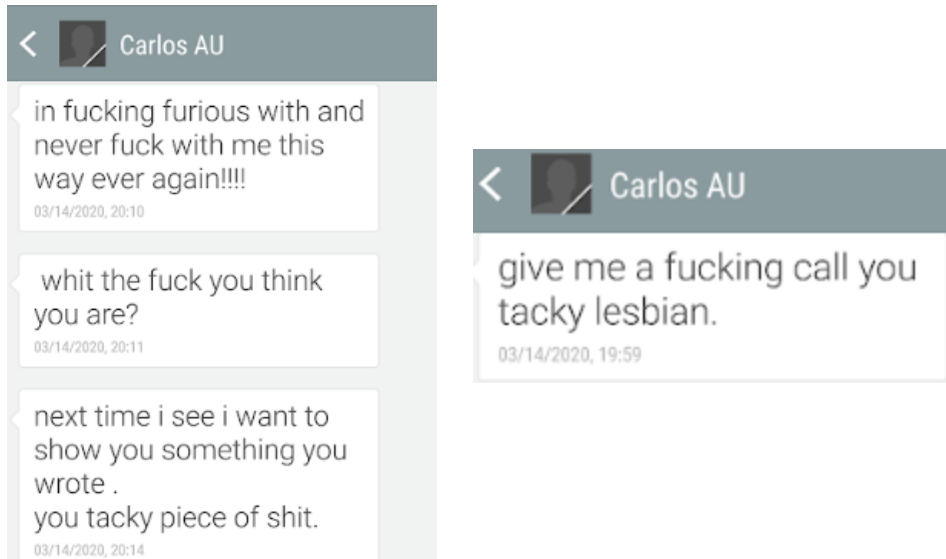 Carlos AU
in fucking furious with and
never fuck with me this
way ever again!!!!
03/14/2020, 20:10
whit the fuck you think
you are?
03/14/2020, 20:11
next time i see i want to
show you something you
wrote .
you tacky piece of shit.
03/14/2020, 20:14
Carlos AU
give me a fucking call you
tacky lesbian.
03/14/2020, 19:59